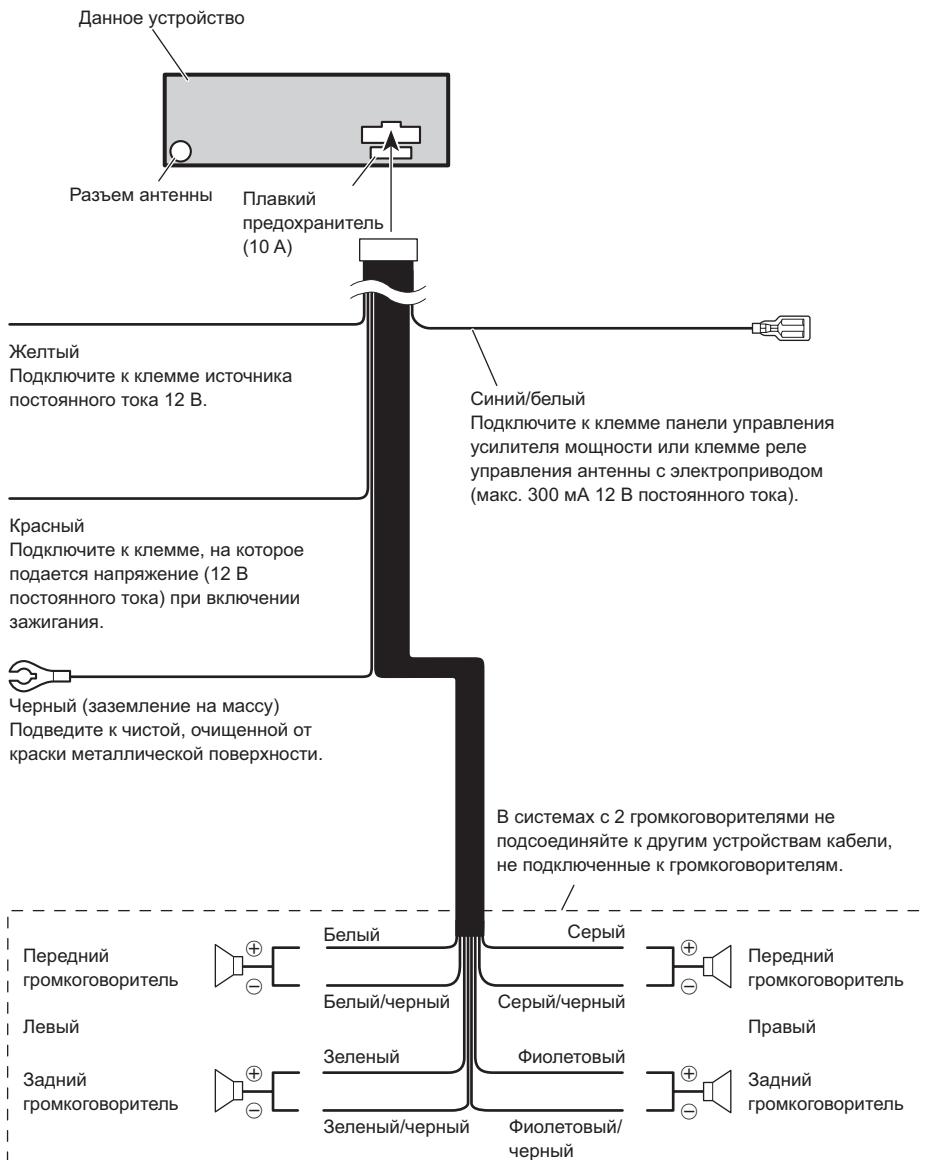 Данное устройство
Разъем антенны
Плавкий
предохранитель
(10 А)
Желтый
Подключите к клемме источника
постоянного тока 12 В.
Синий/белый
Подключите к клемме панели управления
усилителя мощности или клемме реле
управления антенны с электроприводом
(макс. 300 мА 12 В постоянного тока).
Красный
Подключите к клемме, на которое
подается напряжение (12 В
постоянного тока) при включении
зажигания.
Черный (заземление на массу)
Подведите к чистой, очищенной от
краски металлической поверхности.
В системах с 2 громкоговорителями не
подсоединяйте к другим устройствам кабели,
не подключенные к громкоговорителям.
Передний
громкоговоритель
⊕
⊖
Белый
Белый/черный
Серый
Серый/черный
⊕
⊖
Передний
громкоговоритель
Левый
Правый
Задний
громкоговоритель
⊕
⊖
Зеленый
Зеленый/черный
Фиолетовый
Фиолетовый/
черный
⊕
⊖
Задний
громкоговоритель